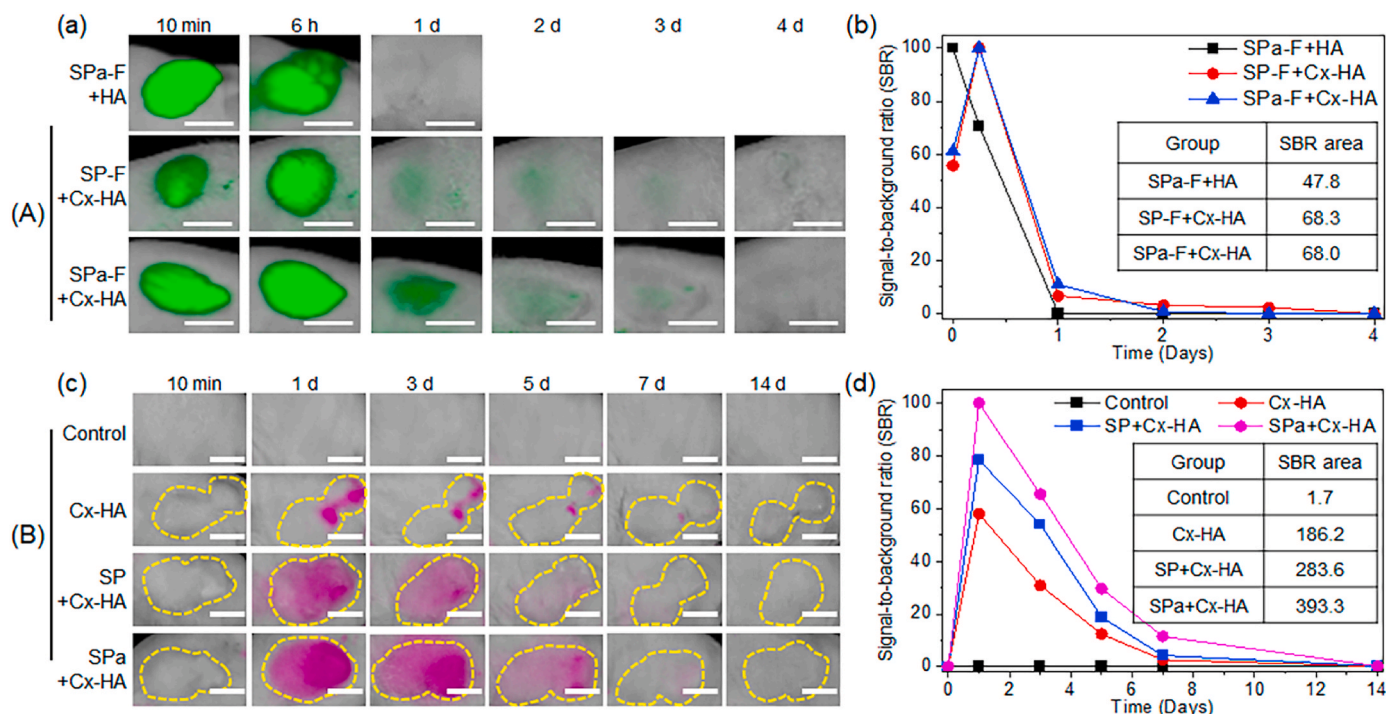 (a)
10 min 6 h 1 d 2 d 3 d 4 d
SPa-F
+HA
SP-F
+Cx-HA
SPa-F
+Cx-HA
(A)
(b)
Signal-to-background ratio (SBR)
100
80
60
40
20
0
SPa-F+HA
SP-F+Cx-HA
SPa-F+Cx-HA
Group SBR area
SPa-F+HA 47.8
SP-F+Cx-HA 68.3
SPa-F+Cx-HA 68.0
0 1 2 3 4
Time (Days)
(c)
10 min 1 d 3 d 5 d 7 d 14 d
Control
Cx-HA
SP
+Cx-HA
SPa
+Cx-HA
(B)
(d)
Signal-to-background ratio (SBR)
100
80
60
40
20
0
Control Cx-HA
SP+Cx-HA SPa+Cx-HA
Group SBR area
Control 1.7
Cx-HA 186.2
SP+Cx-HA 283.6
SPa+Cx-HA 393.3
0 2 4 6 8 10 12 14
Time (Days)